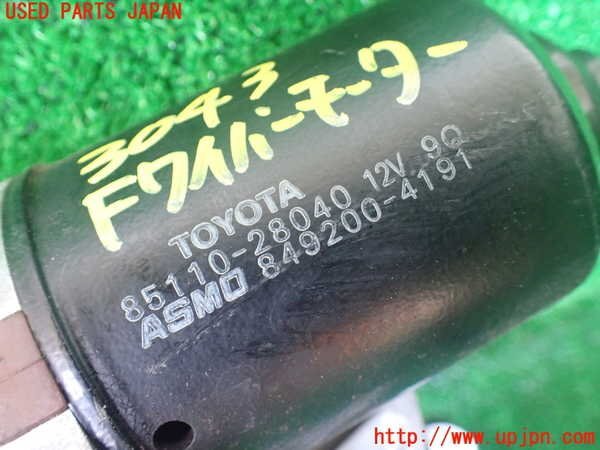 USED PARTS JAPAN
3043
Fワイパーモーター
TOYOTA
85110-28040 12V 9Q
ASMO 849200-4191
http://www.upjpn.com/